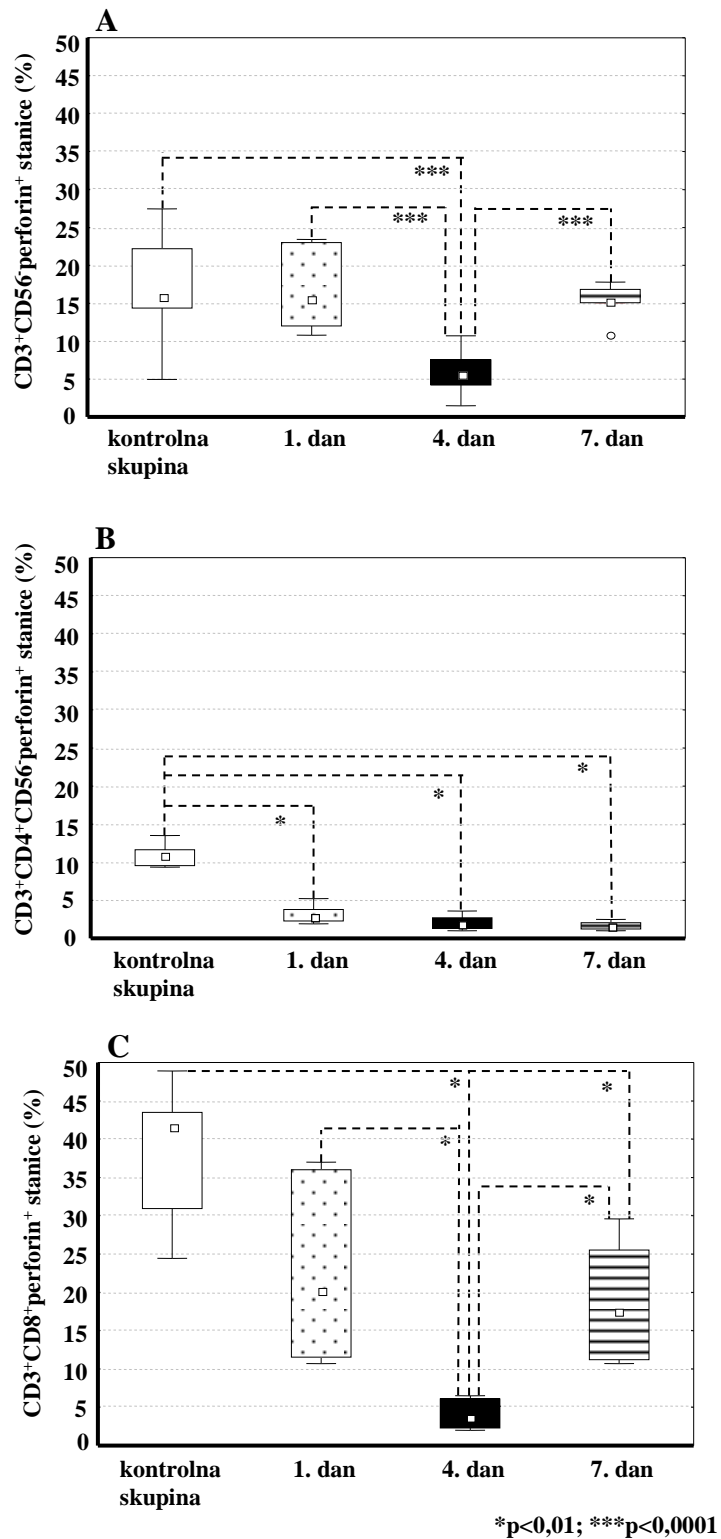 A
CD3⁺CD56⁻perforin⁺ stanice (%)
50
45
40
35
30
25
20
15
10
5
0
***
***
***
kontrolna skupina
1. dan
4. dan
7. dan
B
CD3⁺CD4⁺CD56⁻perforin⁺ stanice (%)
50
45
40
35
30
25
20
15
10
5
0
*
*
*
kontrolna skupina
1. dan
4. dan
7. dan
C
CD3⁺CD8⁺perforin⁺ stanice (%)
50
45
40
35
30
25
20
15
10
5
0
*
*
*
*
kontrolna skupina
1. dan
4. dan
7. dan
*p<0,01; ***p<0,0001